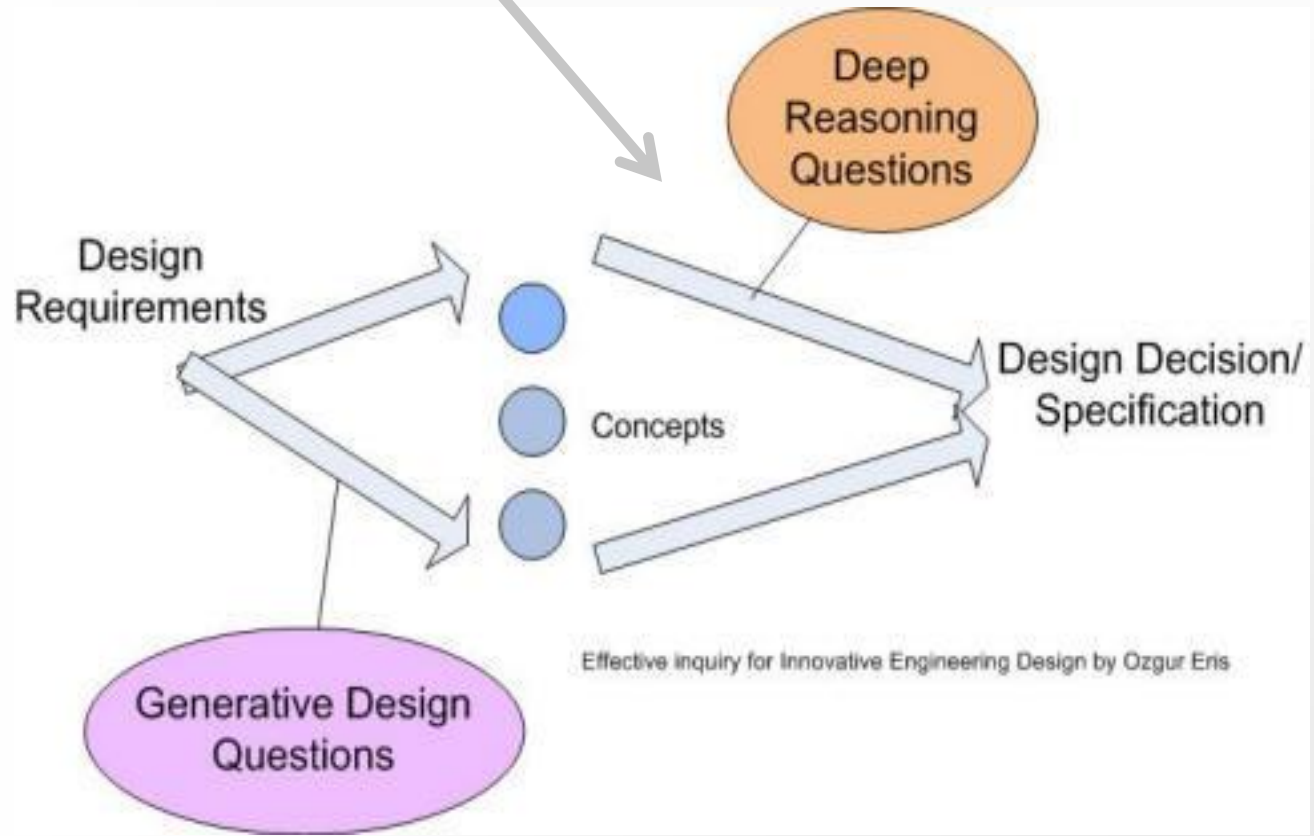 Deep
Reasoning
Questions
Design
Requirements
Concepts
Design Decision/
Specification
Effective inquiry for Innovative Engineering Design by Ozgur Eris
Generative Design
Questions